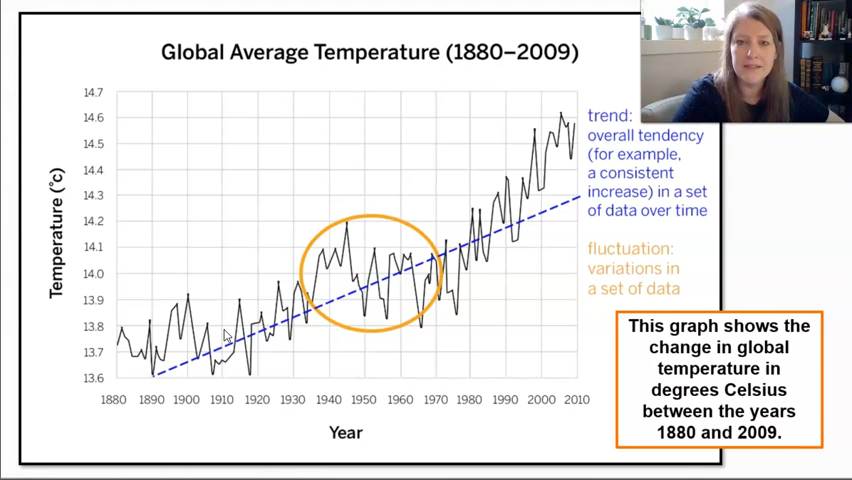 Global Average Temperature (1880–2009)
14.7
14.6
14.5
14.4
14.3
14.2
14.1
14.0
13.9
13.8
13.7
13.6
Temperature (°c)
1880 1890 1900 1910 1920 1930 1940 1950 1960 1970 1980 1990 2000 2010
Year
trend:
overall tendency
(for example,
a consistent
increase) in a set
of data over time
fluctuation:
variations in
a set of data
This graph shows the
change in global
temperature in
degrees Celsius
between the years
1880 and 2009.